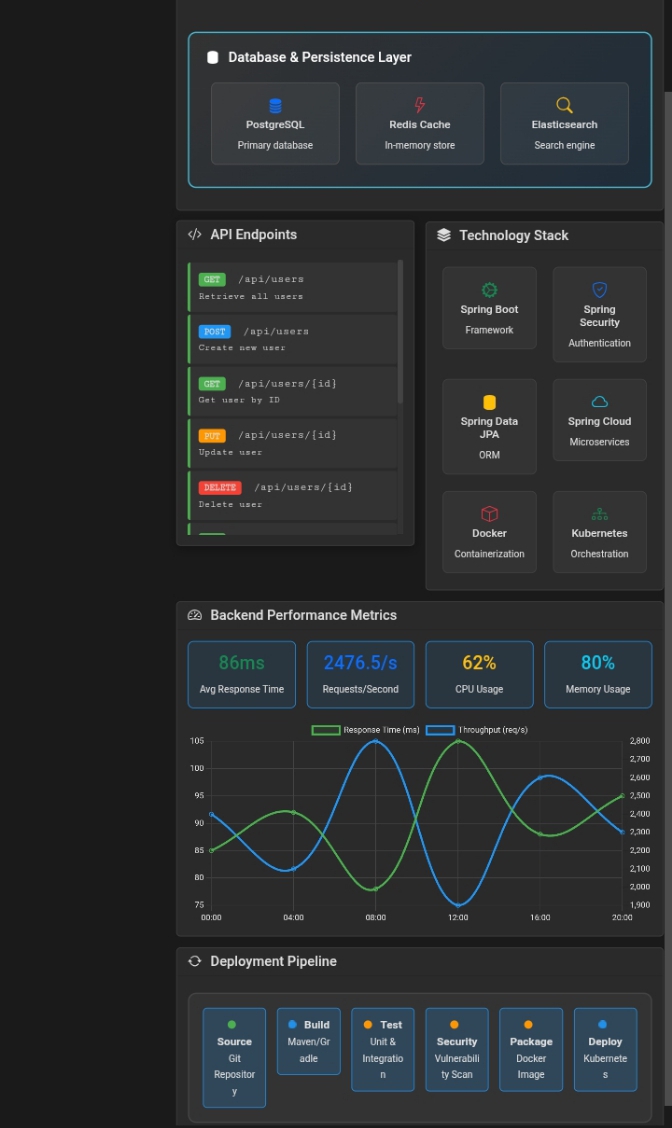 Database & Persistence Layer
PostgreSQL
Primary database
Redis Cache
In-memory store
Elasticsearch
Search engine
API Endpoints
GET /api/users
Retrieve all users
POST /api/users
Create new user
GET /api/users/{id}
Get user by ID
PUT /api/users/{id}
Update user
DELETE /api/users/{id}
Delete user
Technology Stack
Spring Boot
Framework
Spring
Security
Authentication
Spring Data
JPA
ORM
Spring Cloud
Microservices
Docker
Containerization
Kubernetes
Orchestration
Backend Performance Metrics
86ms
Avg Response Time
2476.5/s
Requests/Second
62%
CPU Usage
80%
Memory Usage
Response Time (ms) Throughput (req/s)
105
100
95
90
85
80
75
2,800
2,700
2,600
2,500
2,400
2,300
2,200
2,100
2,000
1,900
00:00 04:00 08:00 12:00 16:00 20:00
Deployment Pipeline
Source
Git
Repositor
y
Build
Maven/Gr
adle
Test
Unit &
Integratio
n
Security
Vulnerabili
ty Scan
Package
Docker
Image
Deploy
Kubernete
s